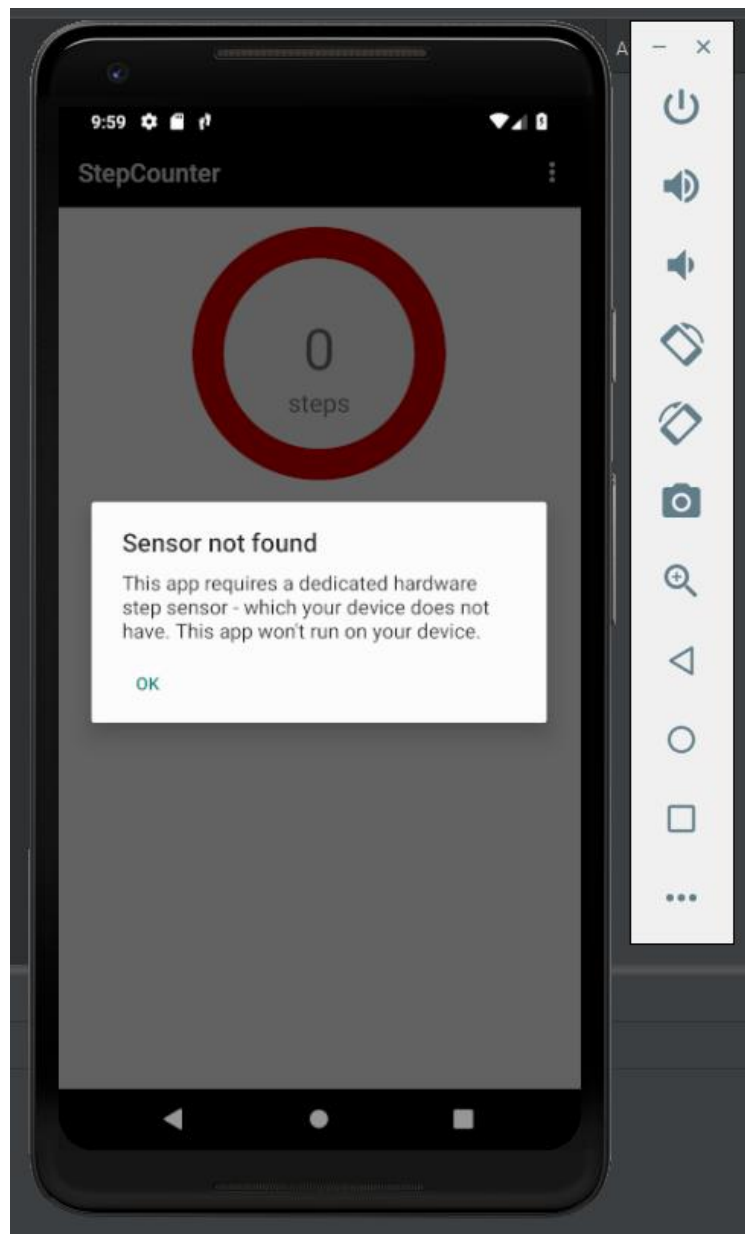 A
9:59
StepCounter
0
steps
Sensor not found
This app requires a dedicated hardware
step sensor - which your device does not
have. This app won't run on your device.
OK